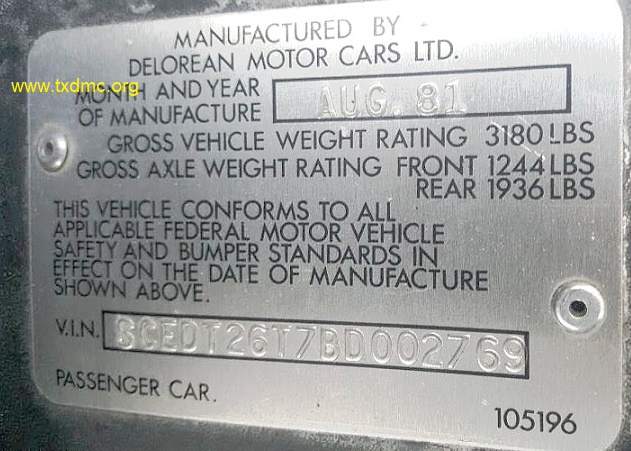 MANUFACTURED BY
DELOREAN MOTOR CARS LTD.
www.txdmc.org
MONTH AND YEAR
OF MANUFACTURE AUG. 81
GROSS VEHICLE WEIGHT RATING 3180 LBS
GROSS AXLE WEIGHT RATING FRONT 1244 LBS
REAR 1936 LBS
THIS VEHICLE CONFORMS TO ALL
APPLICABLE FEDERAL MOTOR VEHICLE
SAFETY AND BUMPER STANDARDS IN
EFFECT ON THE DATE OF MANUFACTURE
SHOWN ABOVE.
V.I.N. SCEDT26T7BD002769
PASSENGER CAR.
105196